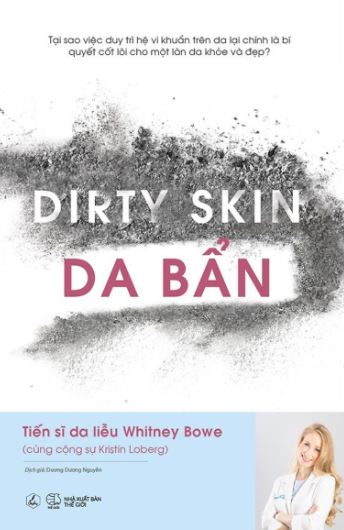 Tại sao việc duy trì hệ vi khuẩn trên da lại chính là bí
quyết cốt lõi cho một làn da khỏe và đẹp?
DIRTY SKIN
DA BẨN
Tiến sĩ da liễu Whitney Bowe
(cùng cộng sự Kristin Loberg)
Dịch giả: Dương Dương Nguyễn
NHÀ XUẤT BẢN
THẾ GIỚI